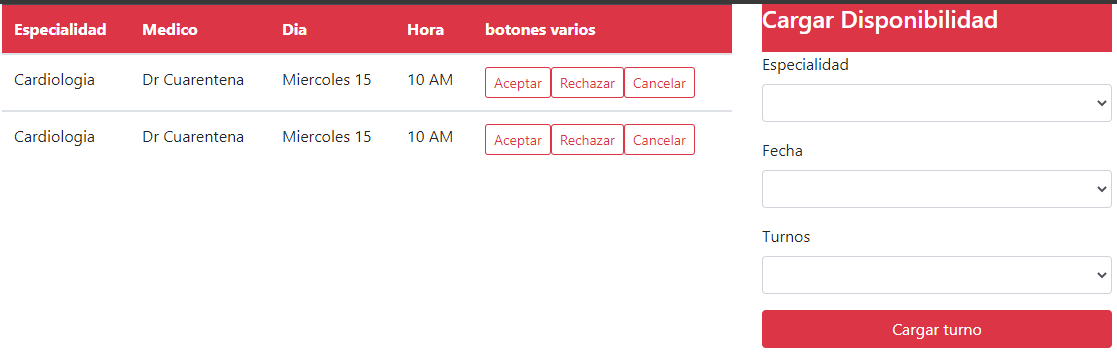 Especialidad Medico Dia Hora botones varios
Cardiologia Dr Cuarentena Miercoles 15 10 AM Aceptar Rechazar Cancelar
Cardiologia Dr Cuarentena Miercoles 15 10 AM Aceptar Rechazar Cancelar
Cargar Disponibilidad
Especialidad
Fecha
Turnos
Cargar turno